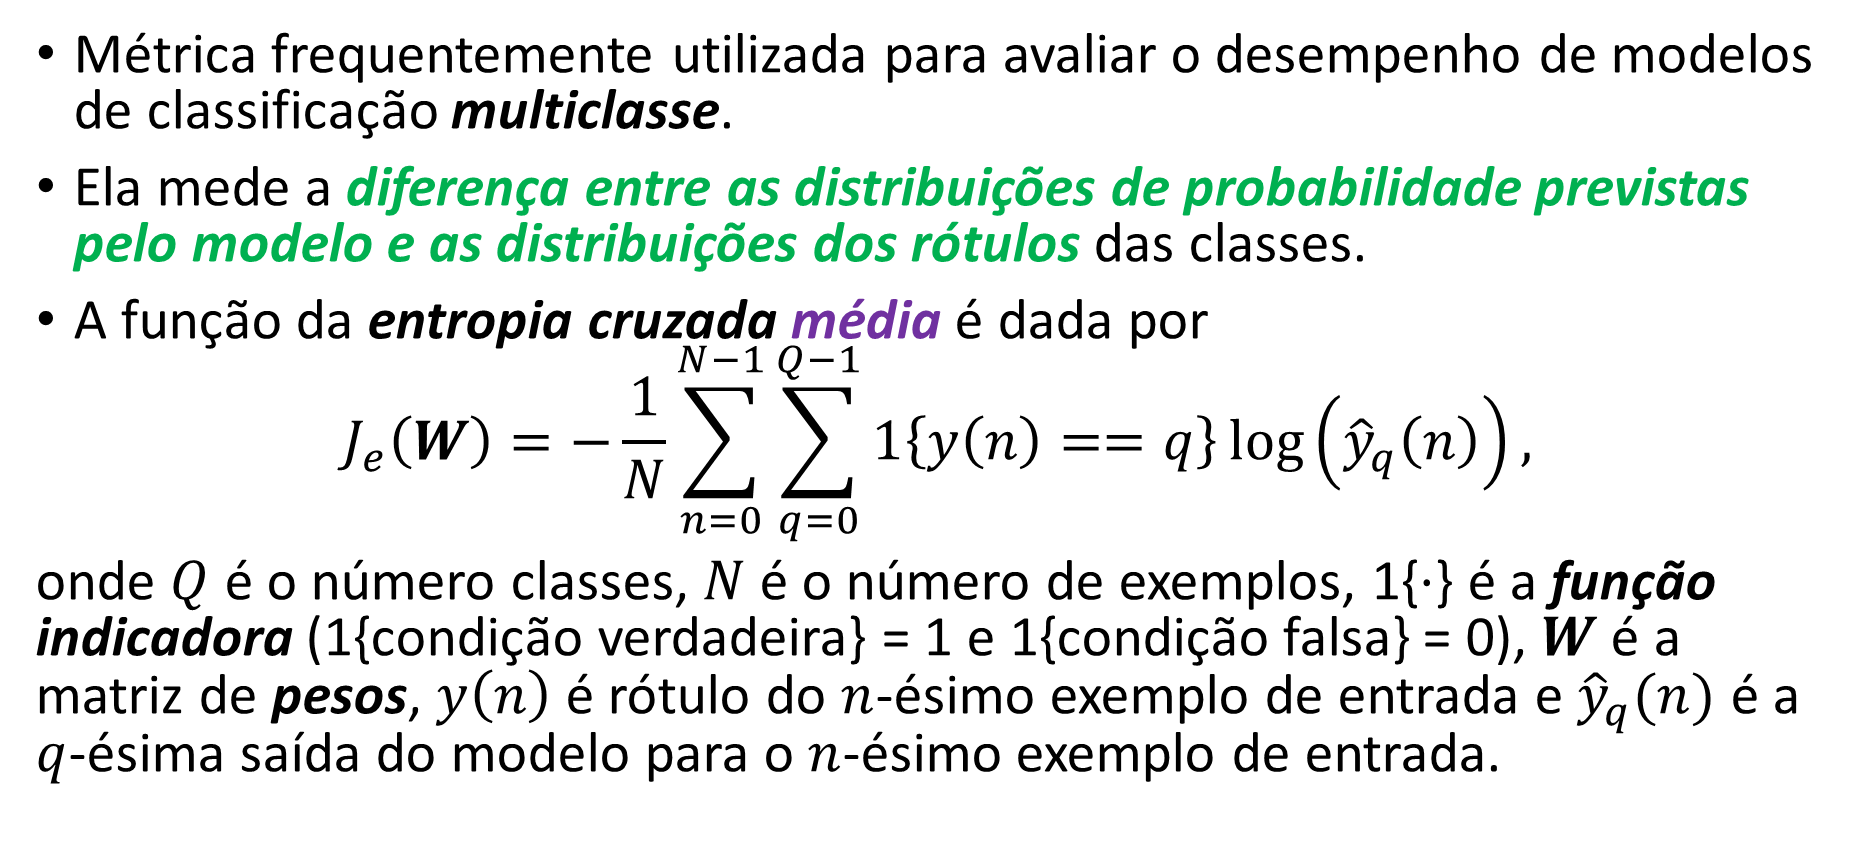 • Métrica frequentemente utilizada para avaliar o desempenho de modelos
de classificação multiclasse.
• Ela mede a diferença entre as distribuições de probabilidade previstas
pelo modelo e as distribuições dos rótulos das classes.
• A função da entropia cruzada média é dada por
J_e(W) = −\frac{1}{N} \sum_{n=0}^{N−1} \sum_{q=0}^{Q−1} 1{y(n) == q} log(ŷ_q(n)),
onde Q é o número classes, N é o número de exemplos, 1{·} é a função
indicadora (1{condição verdadeira} = 1 e 1{condição falsa} = 0), W é a
matriz de pesos, y(n) é rótulo do n-ésimo exemplo de entrada e ŷ_q(n) é a
q-ésima saída do modelo para o n-ésimo exemplo de entrada.